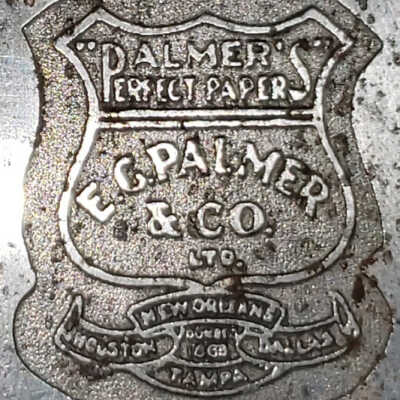 "PALMER'S"
PERFECT PAPERS
E.C. PALMER
& CO.
LTD.
NEW ORLEANS
HOUSTON DALLAS
TAMPA